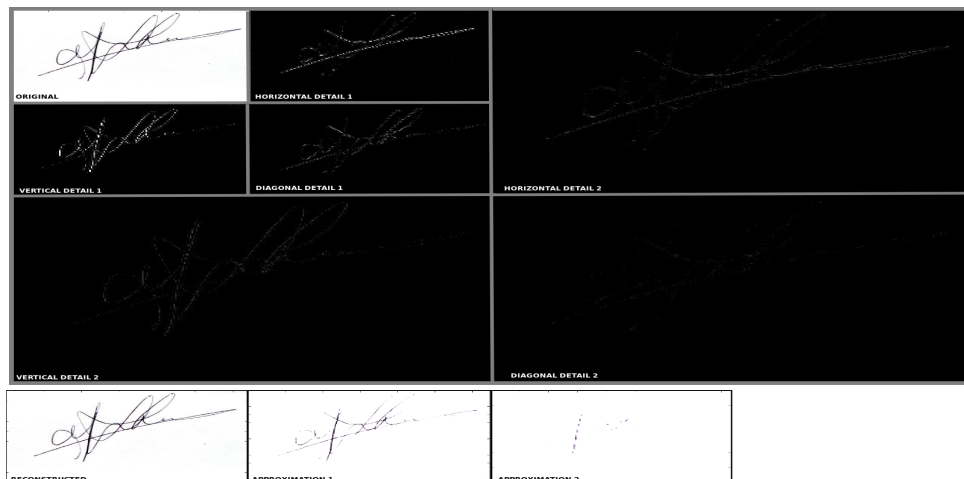 ORIGINAL
HORIZONTAL DETAIL 1
VERTICAL DETAIL 1
DIAGONAL DETAIL 1
HORIZONTAL DETAIL 2
VERTICAL DETAIL 2
DIAGONAL DETAIL 2
RECONSTRUCTED
APPROXIMATION 1
APPROXIMATION 2